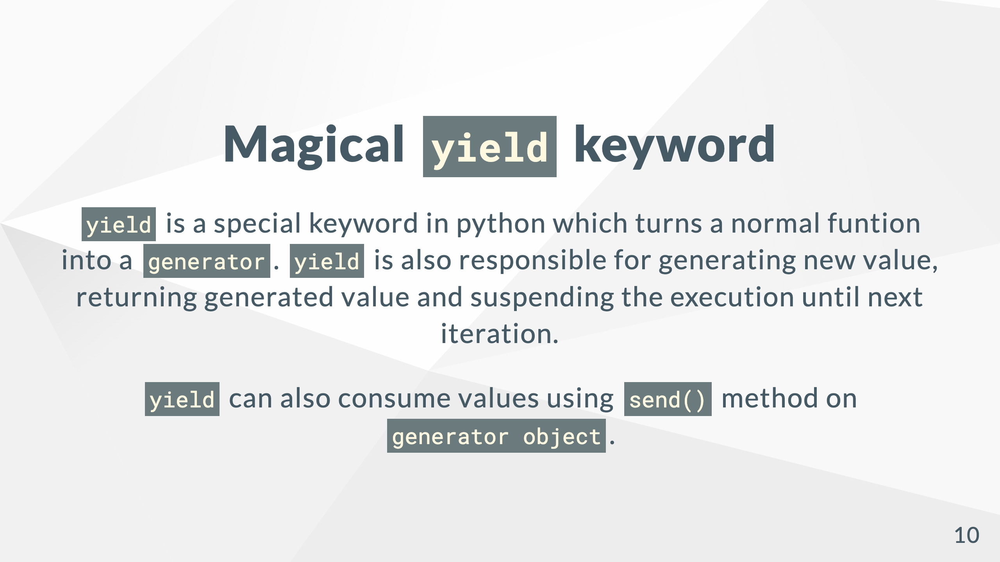 Magical yield keyword
yield is a special keyword in python which turns a normal funtion
into a generator. yield is also responsible for generating new value,
returning generated value and suspending the execution until next
iteration.
yield can also consume values using send() method on
generator object.
10